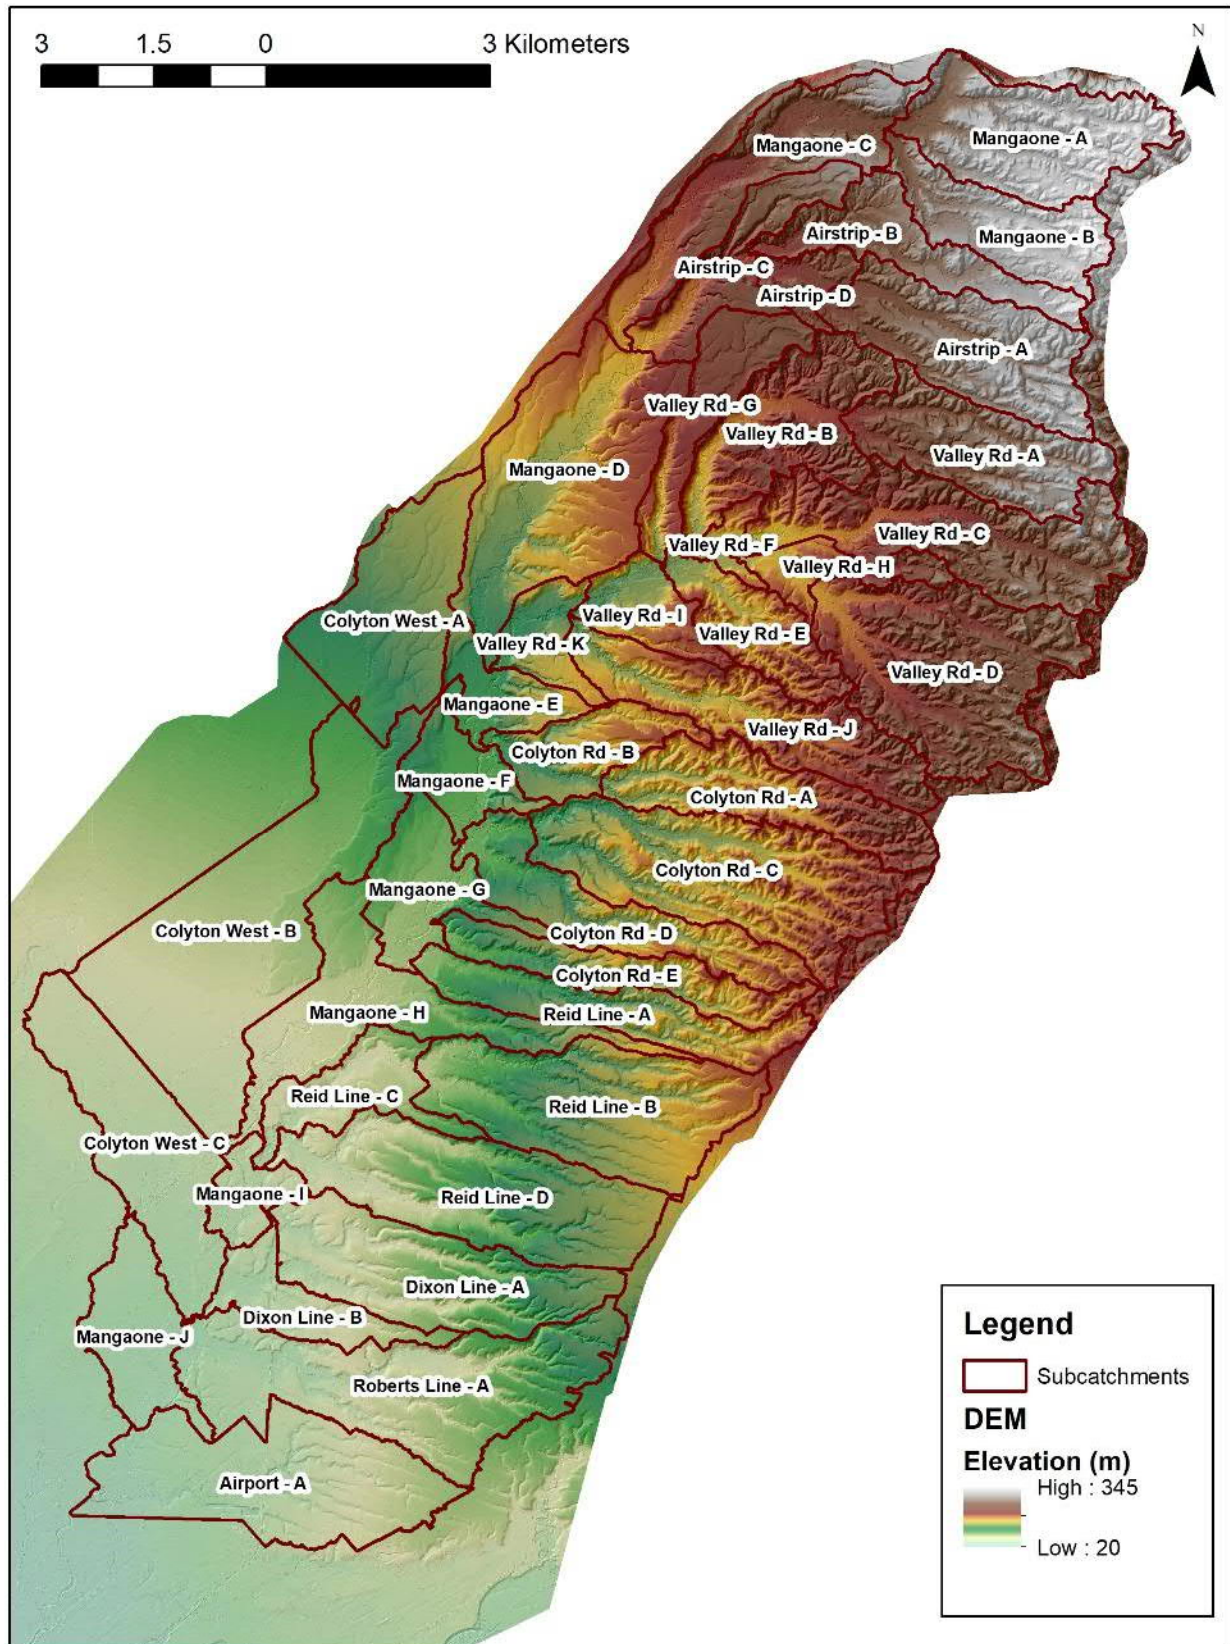 3 1.5 0 3 Kilometers
N
Mangaone - A
Mangaone - C
Airstrip - B
Mangaone - B
Airstrip - C
Airstrip - D
Airstrip - A
Valley Rd - G
Valley Rd - B
Valley Rd - A
Mangaone - D
Valley Rd - C
Valley Rd - F
Valley Rd - H
Valley Rd - I
Colyton West - A
Valley Rd - E
Valley Rd - K
Valley Rd - D
Mangaone - E
Valley Rd - J
Colyton Rd - B
Mangaone - F
Colyton Rd - A
Colyton Rd - C
Mangaone - G
Colyton West - B
Colyton Rd - D
Colyton Rd - E
Mangaone - H
Reid Line - A
Reid Line - C
Reid Line - B
Colyton West - C
Mangaone - I
Reid Line - D
Dixon Line - A
Dixon Line - B
Mangaone - J
Roberts Line - A
Airport - A
Legend
Subcatchments
DEM
Elevation (m)
High : 345
Low : 20